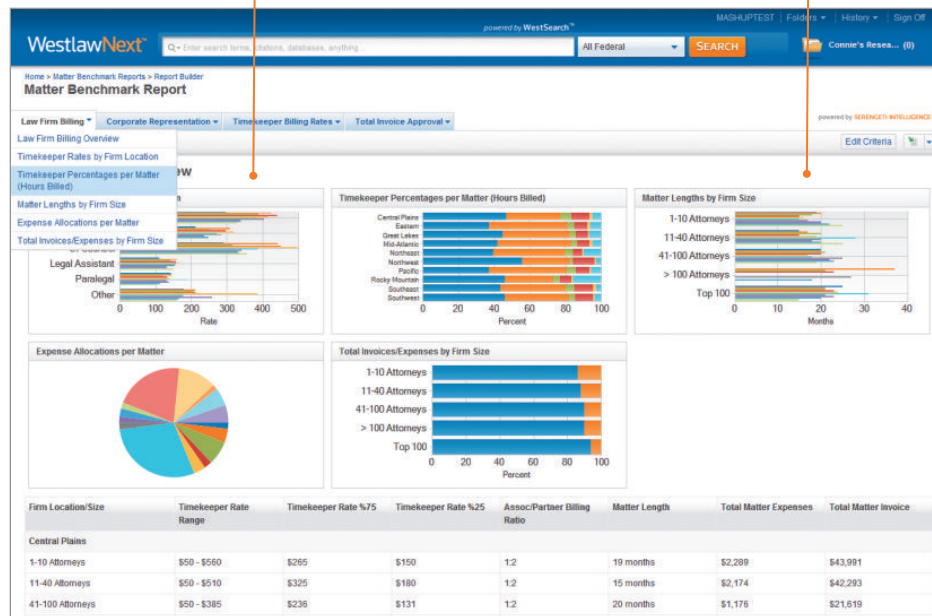 MASHUPTEST Folders History Sign Off
powered by WestSearch™
WestlawNext™
Enter search terms, citations, databases, anything...
All Federal
SEARCH
Connie's Resea... (0)
Home > Matter Benchmark Reports > Report Builder
Matter Benchmark Report
Law Firm Billing
Corporate Representation
Timekeeper Billing Rates
Total Invoice Approval
powered by SERENGETI INTELLIGENCE
Edit Criteria
Law Firm Billing Overview
Timekeeper Rates by Firm Location
Timekeeper Percentages per Matter
(Hours Billed)
Matter Lengths by Firm Size
Expense Allocations per Matter
Total Invoices/Expenses by Firm Size
Legal Assistant
Paralegal
Other
0 100 200 300 400 500
Rate
Timekeeper Percentages per Matter (Hours Billed)
Central Plains
Eastern
Great Lakes
Mid-Atlantic
Northeast
Northwest
Pacific
Rocky Mountain
Southeast
Southwest
0 20 40 60 80 100
Percent
Matter Lengths by Firm Size
1-10 Attorneys
11-40 Attorneys
41-100 Attorneys
> 100 Attorneys
Top 100
0 10 20 30 40
Months
Expense Allocations per Matter
Total Invoices/Expenses by Firm Size
1-10 Attorneys
11-40 Attorneys
41-100 Attorneys
> 100 Attorneys
Top 100
0 20 40 60 80 100
Percent
Firm Location/Size Timekeeper Rate Range Timekeeper Rate %75 Timekeeper Rate %25 Assoc/Partner Billing Ratio Matter Length Total Matter Expenses Total Matter Invoice
Central Plains
1-10 Attorneys $50 - $560 $265 $150 1:2 19 months $2,289 $43,991
11-40 Attorneys $50 - $510 $325 $180 1:2 15 months $2,174 $42,293
41-100 Attorneys $50 - $385 $236 $131 1:2 20 months $1,176 $21,619